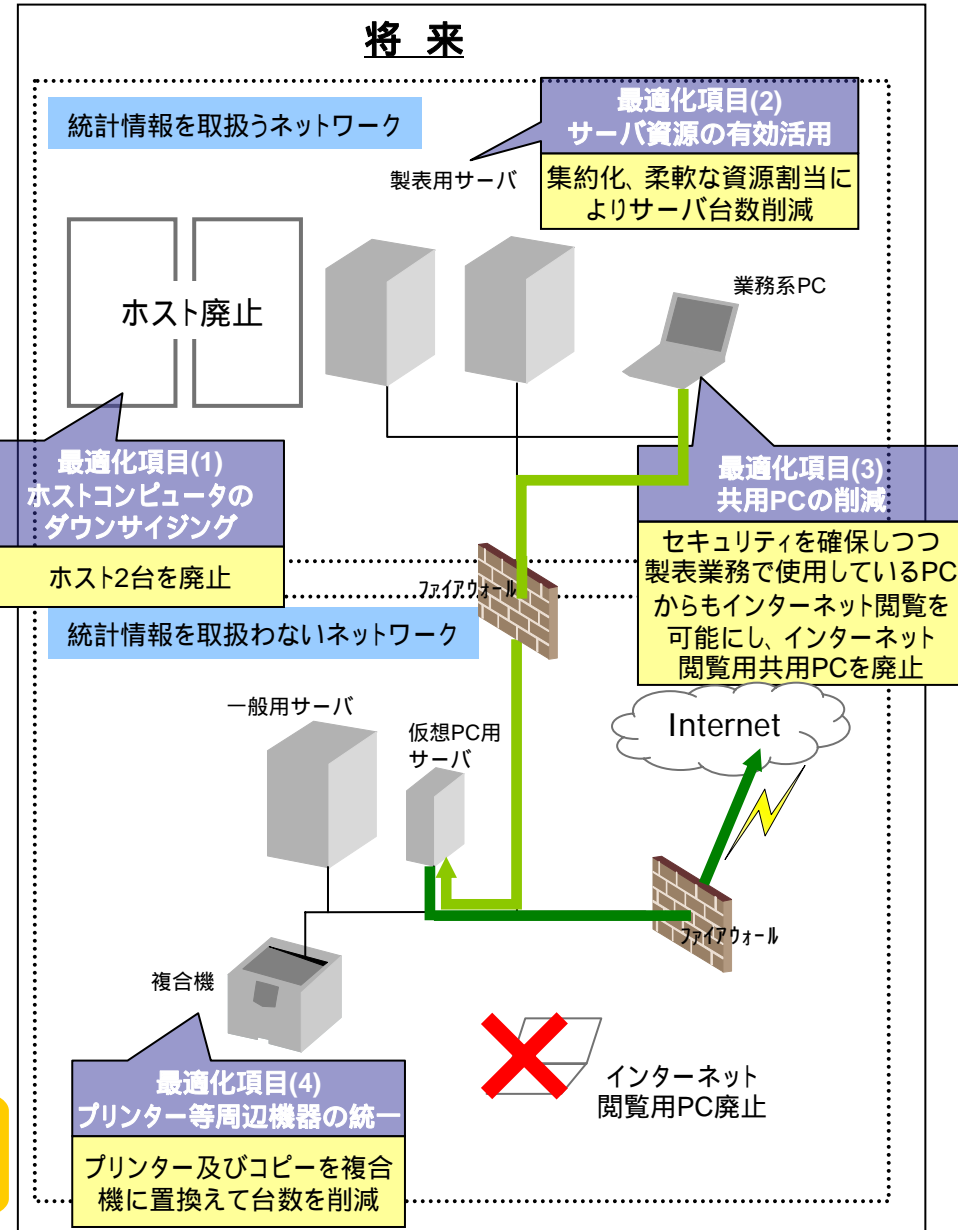 将 来
統計情報を取扱うネットワーク
最適化項目(2)
サーバ資源の有効活用
集約化、柔軟な資源割当に
よりサーバ台数削減
製表用サーバ
業務系PC
ホスト廃止
最適化項目(1)
ホストコンピュータの
ダウンサイジング
ホスト2台を廃止
最適化項目(3)
共用PCの削減
セキュリティを確保しつつ
製表業務で使用しているPC
からもインターネット閲覧を
可能にし、インターネット
閲覧用共用PCを廃止
ファイアウォール
統計情報を取扱わないネットワーク
一般用サーバ
仮想PC用
サーバ
Internet
ファイアウォール
複合機
最適化項目(4)
プリンター等周辺機器の統一
プリンター及びコピーを複合
機に置換えて台数を削減
インターネット
閲覧用PC廃止